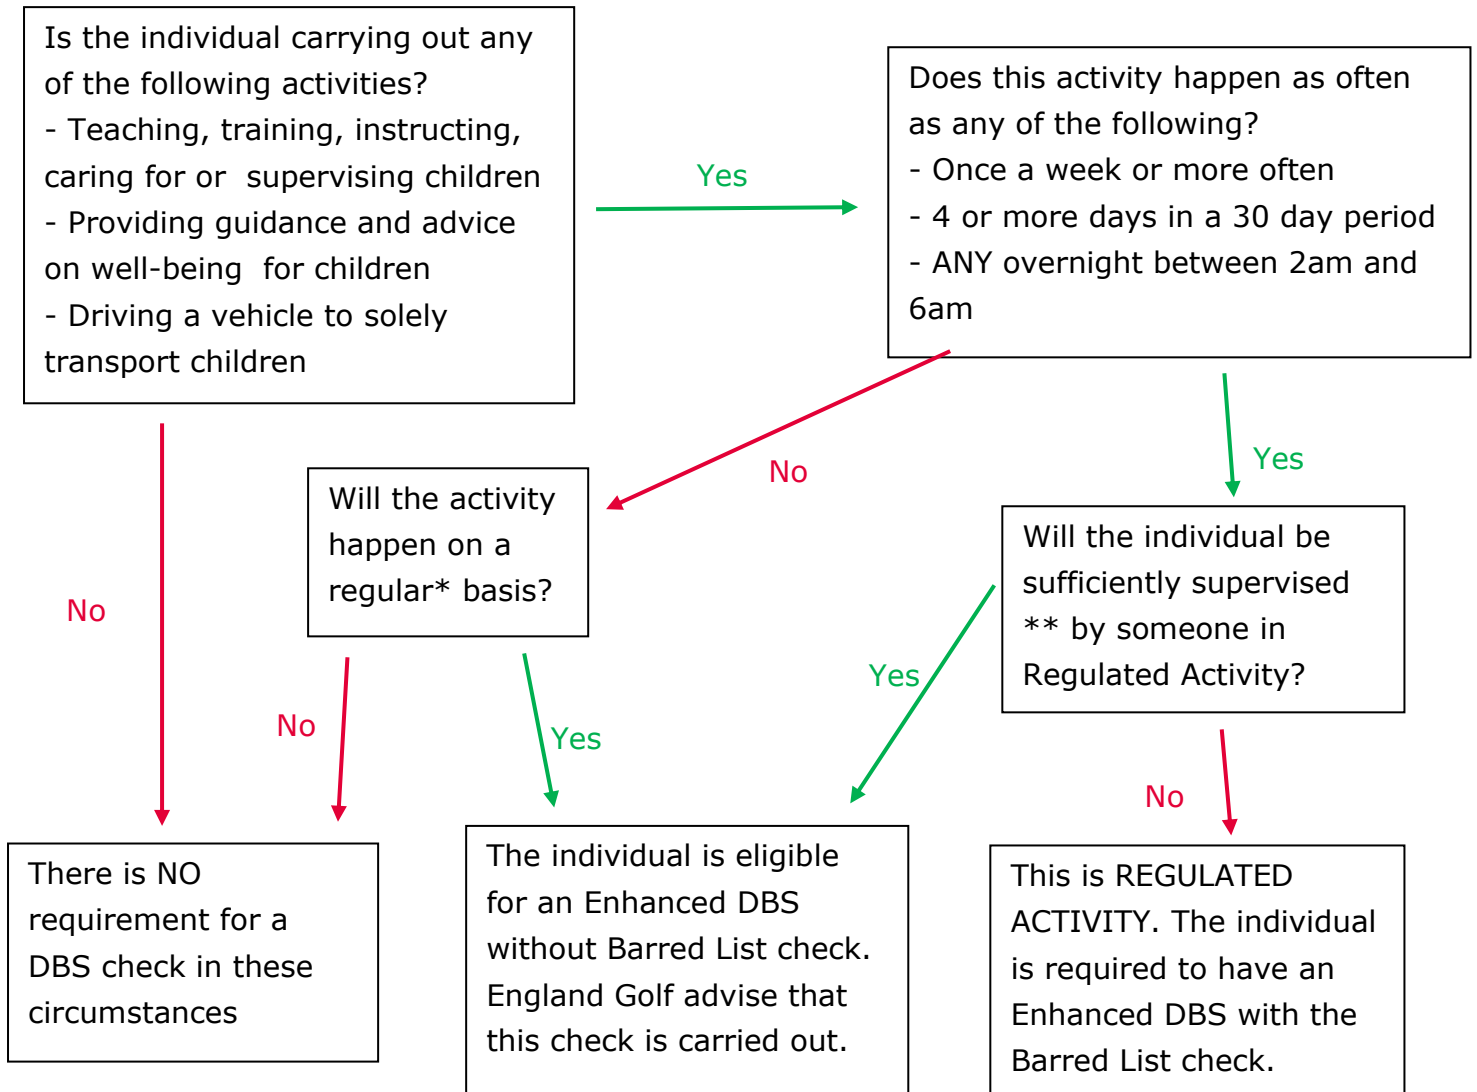 Is the individual carrying out any
of the following activities?
- Teaching, training, instructing,
caring for or  supervising children
- Providing guidance and advice
on well-being  for children
- Driving a vehicle to solely
transport children
Yes
Does this activity happen as often
as any of the following?
- Once a week or more often
- 4 or more days in a 30 day period
- ANY overnight between 2am and
6am
No
Yes
No
Will the activity
happen on a
regular* basis?
Will the individual be
sufficiently supervised
** by someone in
Regulated Activity?
No
Yes
Yes
No
There is NO
requirement for a
DBS check in these
circumstances
The individual is eligible
for an Enhanced DBS
without Barred List check.
England Golf advise that
this check is carried out.
This is REGULATED
ACTIVITY. The individual
is required to have an
Enhanced DBS with the
Barred List check.